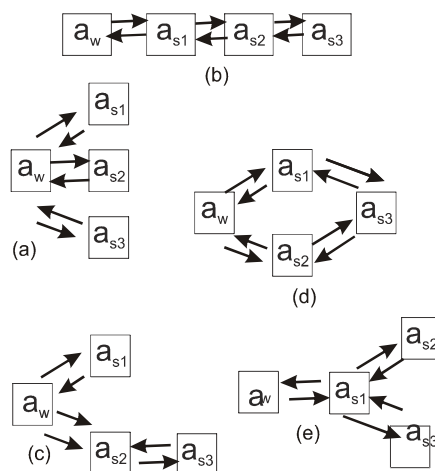 a_w a_s1 a_s2 a_s3
(b)
a_s1
a_w a_s2
a_s3
(a)
a_s1
a_w a_s3
a_s2
(d)
a_s1
a_w
a_s2 a_s3
(c)
a_s2
a_w a_s1
a_s3
(e)